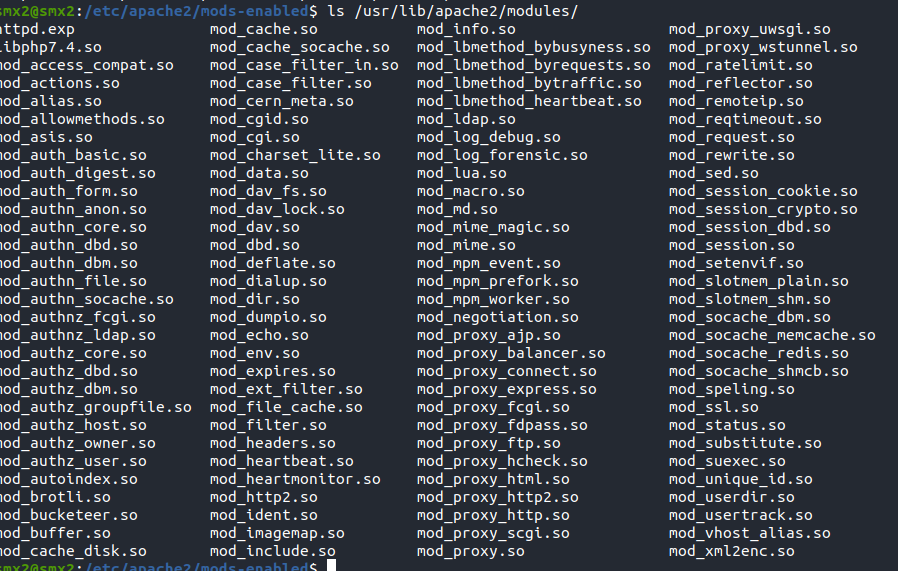 smx2@smx2:/etc/apache2/mods-enabled$ ls /usr/lib/apache2/modules/
httpd.exp mod_cache.so mod_info.so mod_proxy_uwsgi.so
libphp7.4.so mod_cache_socache.so mod_lbmethod_bybusyness.so mod_proxy_wstunnel.so
mod_access_compat.so mod_case_filter_in.so mod_lbmethod_byrequests.so mod_ratelimit.so
mod_actions.so mod_case_filter.so mod_lbmethod_bytraffic.so mod_reflector.so
mod_alias.so mod_cern_meta.so mod_lbmethod_heartbeat.so mod_remoteip.so
mod_allowmethods.so mod_cgid.so mod_ldap.so mod_reqtimeout.so
mod_asis.so mod_cgi.so mod_log_debug.so mod_request.so
mod_auth_basic.so mod_charset_lite.so mod_log_forensic.so mod_rewrite.so
mod_auth_digest.so mod_data.so mod_lua.so mod_sed.so
mod_auth_form.so mod_dav_fs.so mod_macro.so mod_session_cookie.so
mod_authn_anon.so mod_dav_lock.so mod_md.so mod_session_crypto.so
mod_authn_core.so mod_dav.so mod_mime_magic.so mod_session_dbd.so
mod_authn_dbd.so mod_dbd.so mod_mime.so mod_session.so
mod_authn_dbm.so mod_deflate.so mod_mpm_event.so mod_setenvif.so
mod_authn_file.so mod_dialup.so mod_mpm_prefork.so mod_slotmem_plain.so
mod_authn_socache.so mod_dir.so mod_mpm_worker.so mod_slotmem_shm.so
mod_authnz_fcgi.so mod_dumpio.so mod_negotiation.so mod_socache_dbm.so
mod_authnz_ldap.so mod_echo.so mod_proxy_ajp.so mod_socache_memcache.so
mod_authz_core.so mod_env.so mod_proxy_balancer.so mod_socache_redis.so
mod_authz_dbd.so mod_expires.so mod_proxy_connect.so mod_socache_shmcb.so
mod_authz_dbm.so mod_ext_filter.so mod_proxy_express.so mod_speling.so
mod_authz_groupfile.so mod_file_cache.so mod_proxy_fcgi.so mod_ssl.so
mod_authz_host.so mod_filter.so mod_proxy_fdpass.so mod_status.so
mod_authz_owner.so mod_headers.so mod_proxy_ftp.so mod_substitute.so
mod_authz_user.so mod_heartbeat.so mod_proxy_hcheck.so mod_suexec.so
mod_autoindex.so mod_heartmonitor.so mod_proxy_html.so mod_unique_id.so
mod_brotli.so mod_http2.so mod_proxy_http2.so mod_userdir.so
mod_bucketeer.so mod_ident.so mod_proxy_http.so mod_usertrack.so
mod_buffer.so mod_imagemap.so mod_proxy_scgi.so mod_vhost_alias.so
mod_cache_disk.so mod_include.so mod_proxy.so mod_xml2enc.so
smx2@smx2:/etc/apache2/mods-enabled$